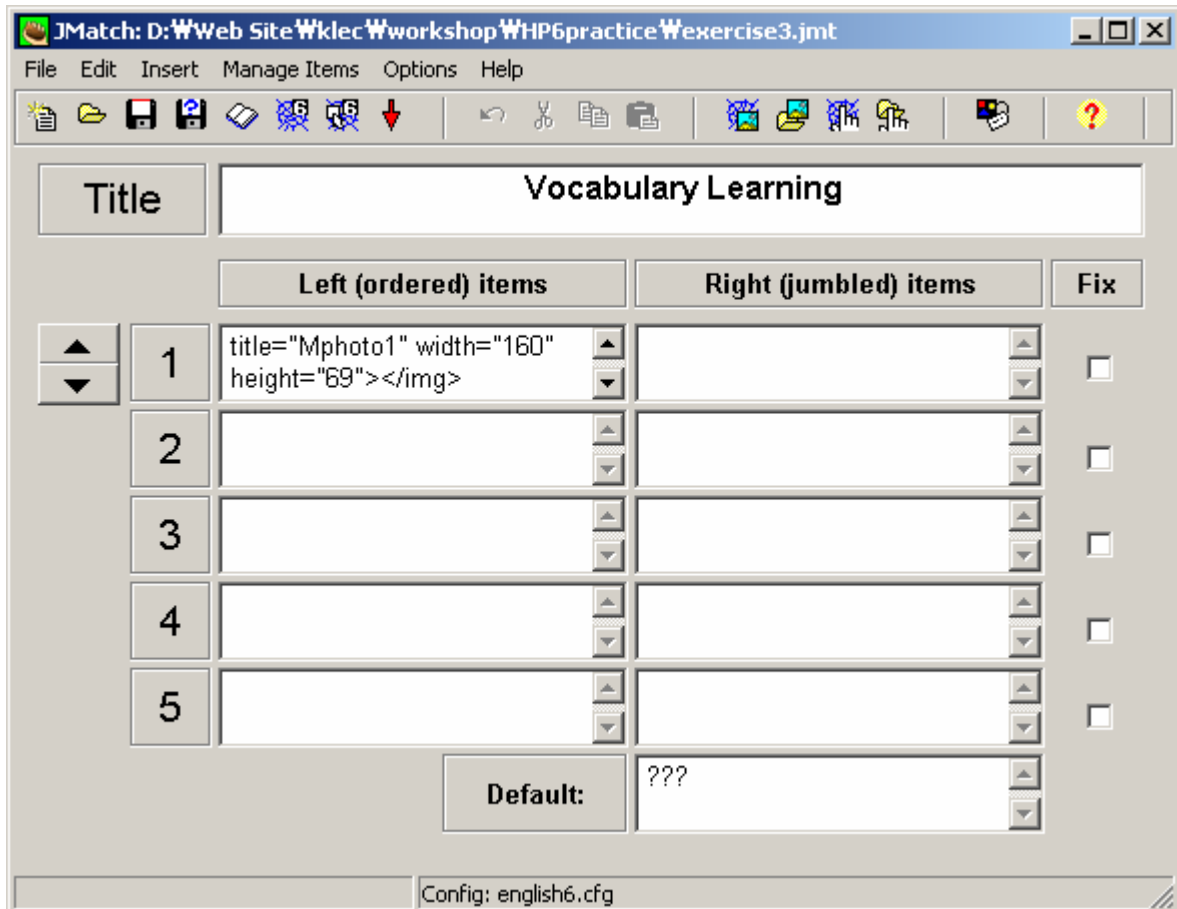 JMatch: D:₩Web Site₩klec₩workshop₩HP6practice₩exercise3.jmt
File Edit Insert Manage Items Options Help
Title
Vocabulary Learning
Left (ordered) items Right (jumbled) items Fix
1
title="Mphoto1" width="160"
height="69"></img>
2
3
4
5
Default:
???
Config: english6.cfg